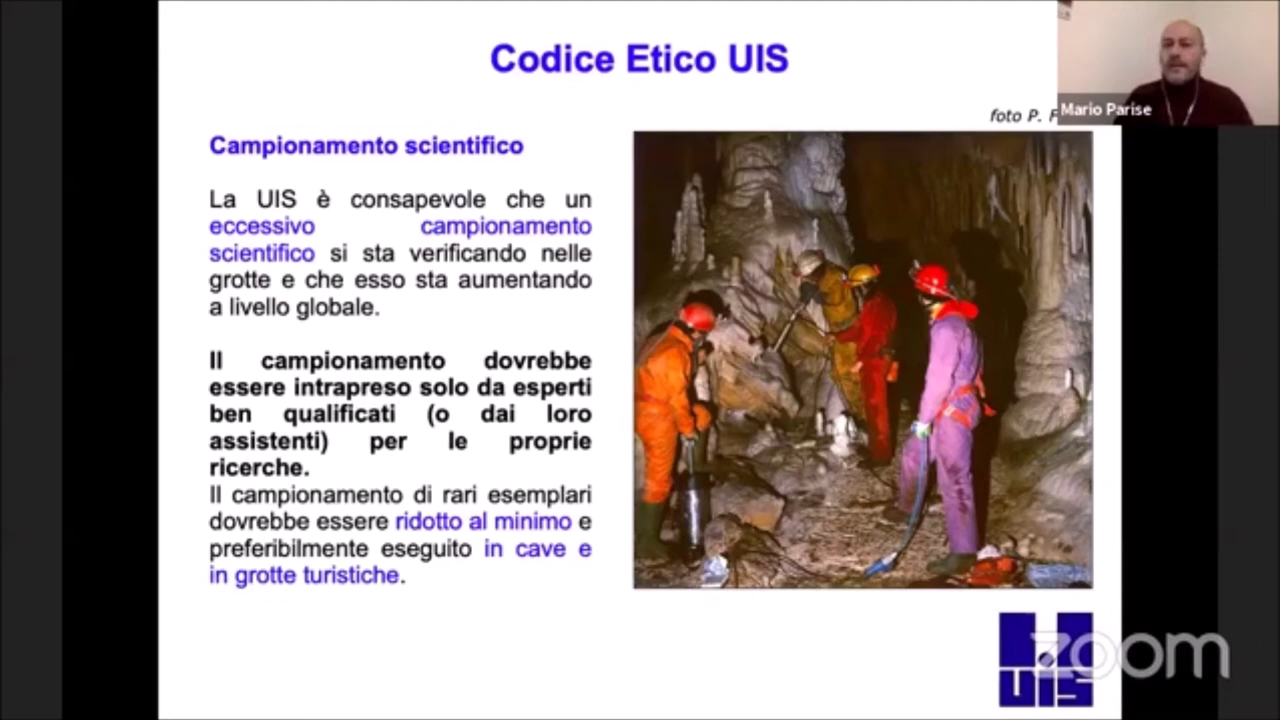 Codice Etico UIS
foto P. F
Mario Parise
Campionamento scientifico
La UIS è consapevole che un
eccessivo campionamento
scientifico si sta verificando nelle
grotte e che esso sta aumentando
a livello globale.
Il campionamento dovrebbe
essere intrapreso solo da esperti
ben qualificati (o dai loro
assistenti) per le proprie
ricerche.
Il campionamento di rari esemplari
dovrebbe essere ridotto al minimo e
preferibilmente eseguito in cave e
in grotte turistiche.
UIS
zoom